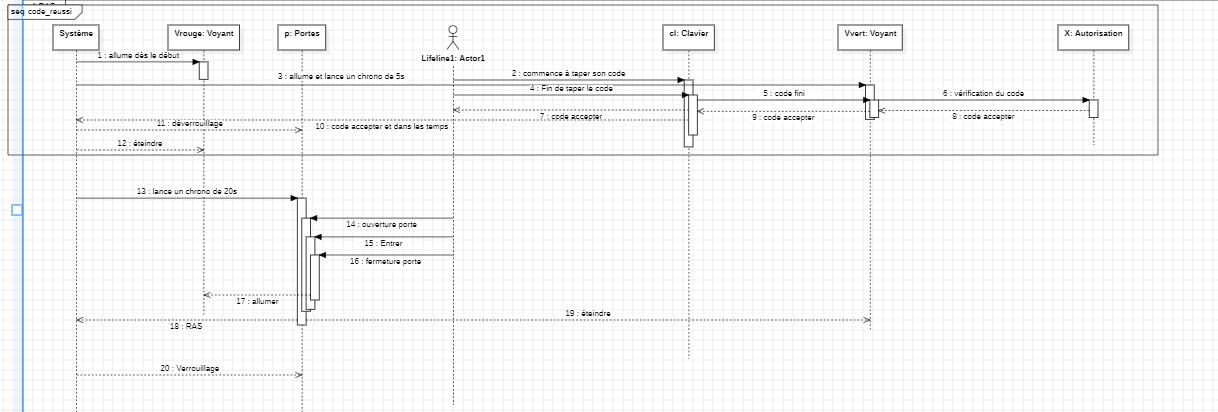 seq code_reussi
Système
Vrouge: Voyant
p: Portes
Lifeline1: Actor1
cl: Clavier
Vvert: Voyant
X: Autorisation
1 : allume dès le début
2 : commence à taper son code
3 : allume et lance un chrono de 5s
4 : Fin de taper le code
5 : code fini
6 : vérification du code
7 : code accepter
8 : code accepter
9 : code accepter
10 : code accepter et dans les temps
11 : déverrouillage
12 : éteindre
13 : lance un chrono de 20s
14 : ouverture porte
15 : Entrer
16 : fermeture porte
17 : allumer
18 : RAS
19 : éteindre
20 : Verrouillage